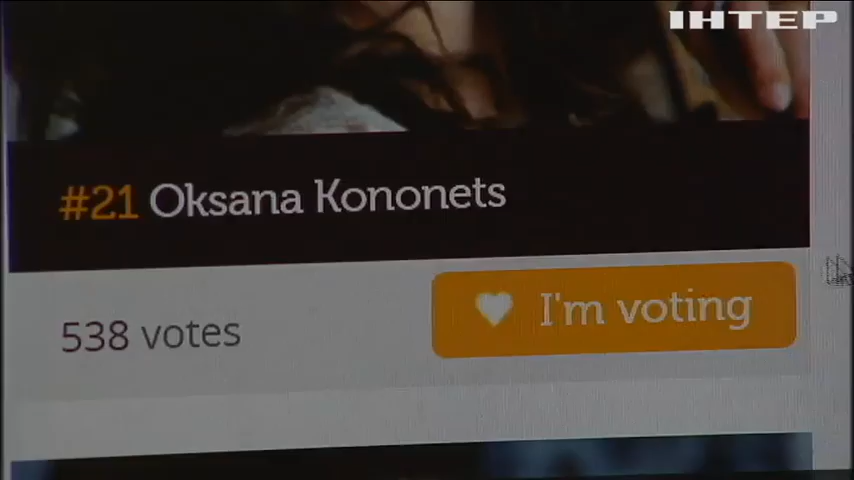 ІНТЕР
#21 Oksana Kononets
538 votes
I'm voting